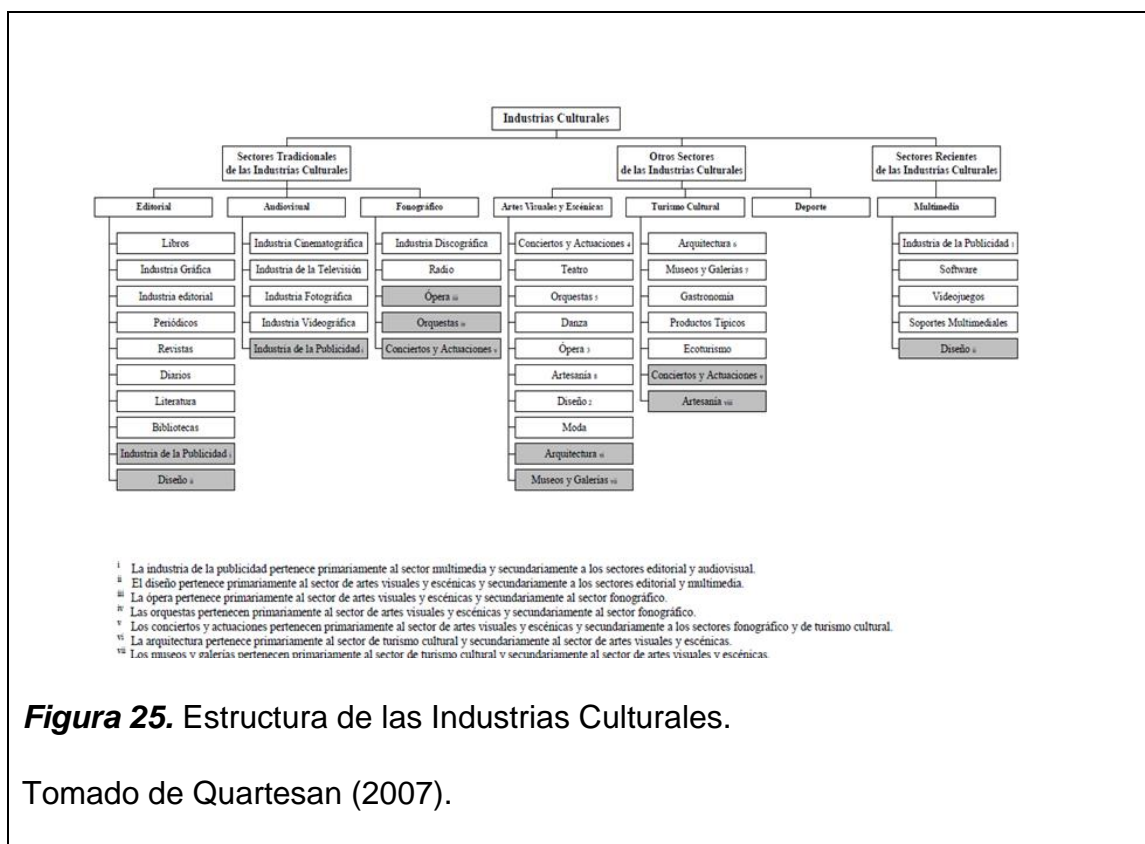 Industrias Culturales
Sectores Tradicionales
de las Industrias Culturales
Otros Sectores
de las Industrias Culturales
Sectores Recientes
de las Industrias Culturales
Editorial
Libros
Industria Gráfica
Industria editorial
Periódicos
Revistas
Diarios
Literatura
Bibliotecas
Industria de la Publicidad i
Diseño ii
Audiovisual
Industria Cinematográfica
Industria de la Televisión
Industria Fotográfica
Industria Videográfica
Industria de la Publicidad i
Fonográfico
Industria Discográfica
Radio
Ópera iii
Orquestas iv
Conciertos y Actuaciones v
Artes Visuales y Escénicas
Conciertos y Actuaciones 4
Teatro
Orquestas 5
Danza
Ópera 3
Artesanía 8
Diseño 2
Moda
Arquitectura vi
Museos y Galerías vii
Turismo Cultural
Arquitectura 6
Museos y Galerías 7
Gastronomía
Productos Típicos
Ecoturismo
Conciertos y Actuaciones v
Artesanía viii
Deporte
Multimedia
Industria de la Publicidad 1
Software
Videojuegos
Soportes Multimediales
Diseño ii
i La industria de la publicidad pertenece primariamente al sector multimedia y secundariamente a los sectores editorial y audiovisual.
ii El diseño pertenece primariamente al sector de artes visuales y escénicas y secundariamente a los sectores editorial y multimedia.
iii La ópera pertenece primariamente al sector de artes visuales y escénicas y secundariamente al sector fonográfico.
iv Las orquestas pertenecen primariamente al sector de artes visuales y escénicas y secundariamente al sector fonográfico.
v Los conciertos y actuaciones pertenecen primariamente al sector de artes visuales y escénicas y secundariamente a los sectores fonográfico y de turismo cultural.
vi La arquitectura pertenece primariamente al sector de turismo cultural y secundariamente al sector de artes visuales y escénicas.
vii Los museos y galerías pertenecen primariamente al sector de turismo cultural y secundariamente al sector de artes visuales y escénicas.
Figura 25. Estructura de las Industrias Culturales.
Tomado de Quartesan (2007).